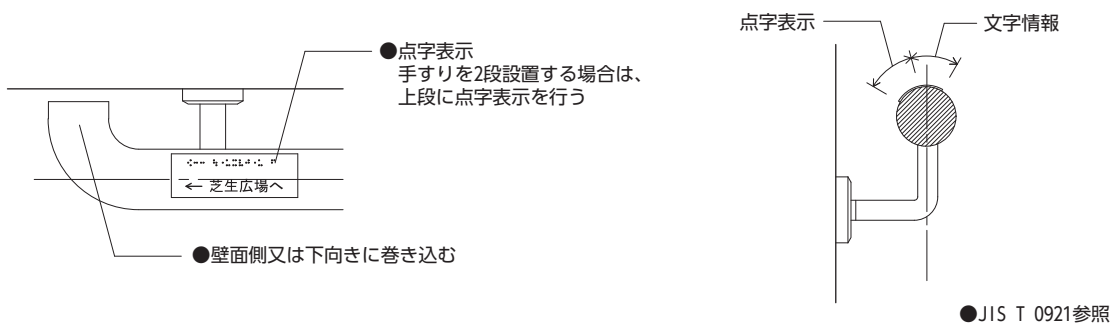 ●点字表示
手すりを2段設置する場合は、
上段に点字表示を行う
← 芝生広場へ
●壁面側又は下向きに巻き込む
点字表示
文字情報
●JIS T 0921参照